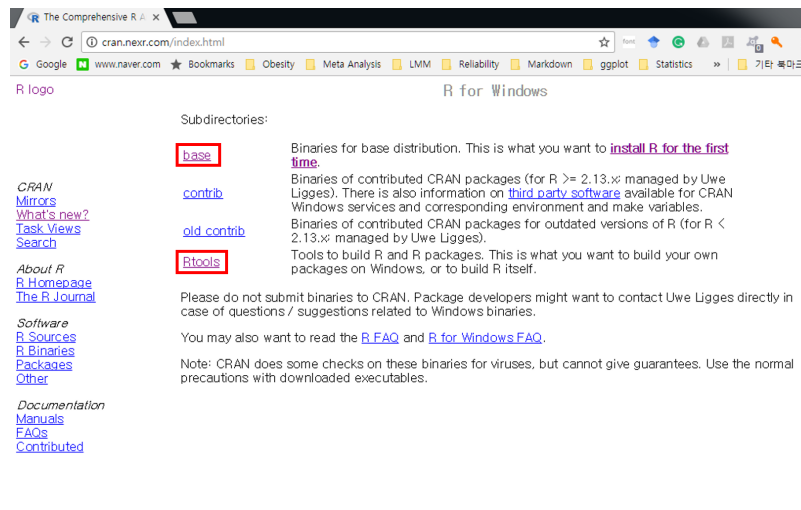 The Comprehensive R A
cran.nexr.com/index.html
Google
www.naver.com
Bookmarks
Obesity
Meta Analysis
LMM
Reliability
Markdown
ggplot
Statistics
»
기타 북마크
R logo
R for Windows
CRAN
Mirrors
What's new?
Task Views
Search
About R
R Homepage
The R Journal
Software
R Sources
R Binaries
Packages
Other
Documentation
Manuals
FAQs
Contributed
Subdirectories:
base
Binaries for base distribution. This is what you want to install R for the first
time.
contrib
Binaries of contributed CRAN packages (for R >= 2.13.x; managed by Uwe
Ligges). There is also information on third party software available for CRAN
Windows services and corresponding environment and make variables.
old contrib
Binaries of contributed CRAN packages for outdated versions of R (for R <
2.13.x; managed by Uwe Ligges).
Rtools
Tools to build R and R packages. This is what you want to build your own
packages on Windows, or to build R itself.
Please do not submit binaries to CRAN. Package developers might want to contact Uwe Ligges directly in
case of questions / suggestions related to Windows binaries.
You may also want to read the R FAQ and R for Windows FAQ.
Note: CRAN does some checks on these binaries for viruses, but cannot give guarantees. Use the normal
precautions with downloaded executables.